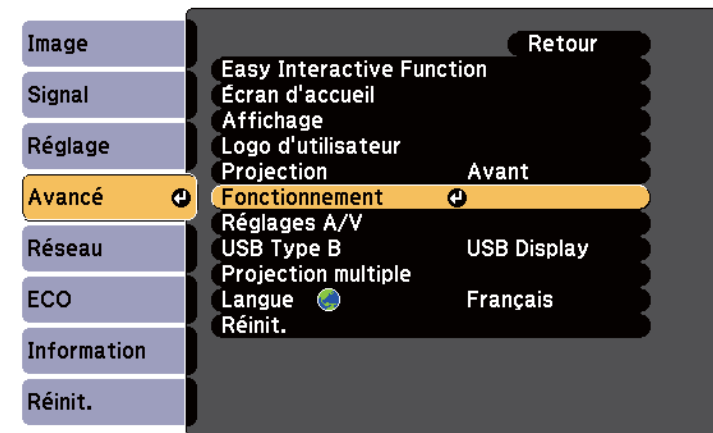 Image
Signal
Réglage
Avancé
Réseau
ECO
Information
Réinit.
Retour
Easy Interactive Function
Écran d'accueil
Affichage
Logo d'utilisateur
Projection Avant
Fonctionnement
Réglages A/V
USB Type B USB Display
Projection multiple
Langue Français
Réinit.